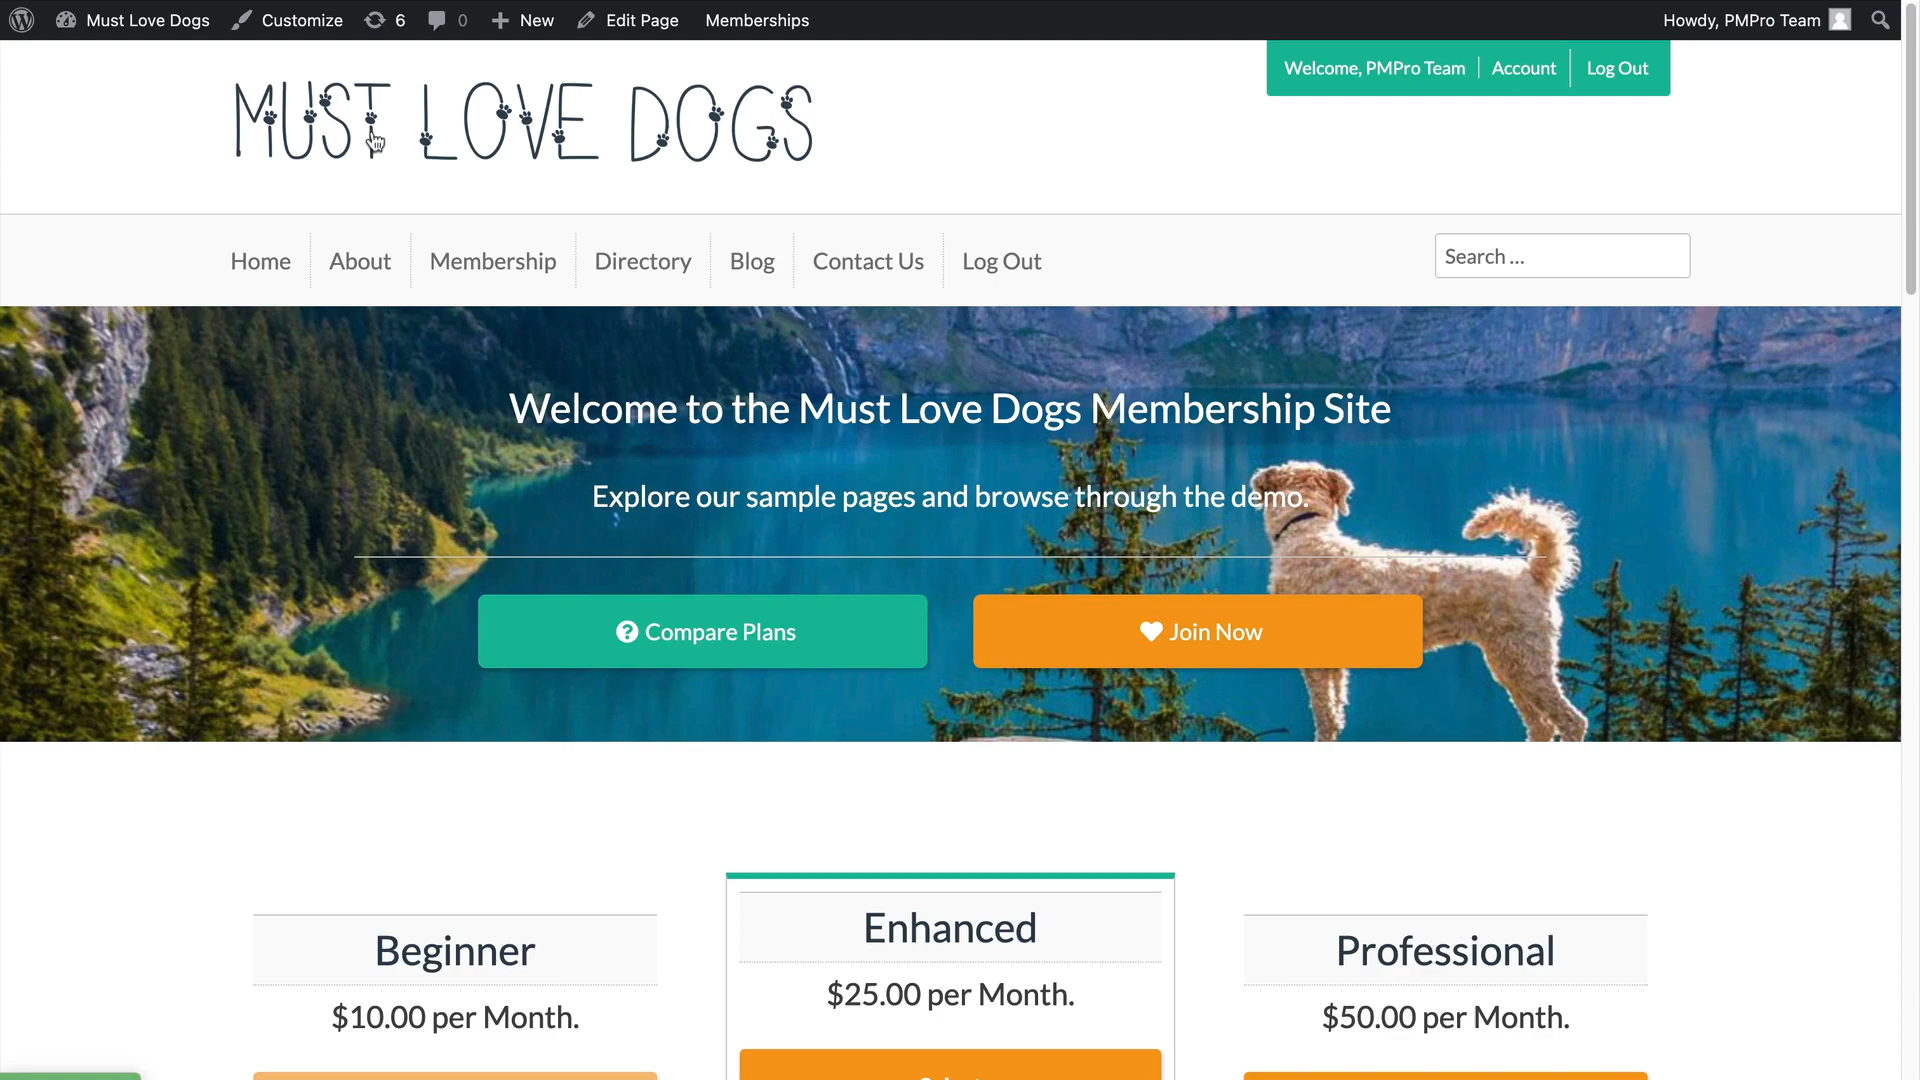 Must Love Dogs Customize 6 0 New Edit Page Memberships Howdy, PMPro Team
Welcome, PMPro Team Account Log Out
MUST LOVE DOGS
Home About Membership Directory Blog Contact Us Log Out Search ...
Welcome to the Must Love Dogs Membership Site
Explore our sample pages and browse through the demo.
Compare Plans Join Now
Beginner Enhanced Professional
$10.00 per Month. $25.00 per Month. $50.00 per Month.